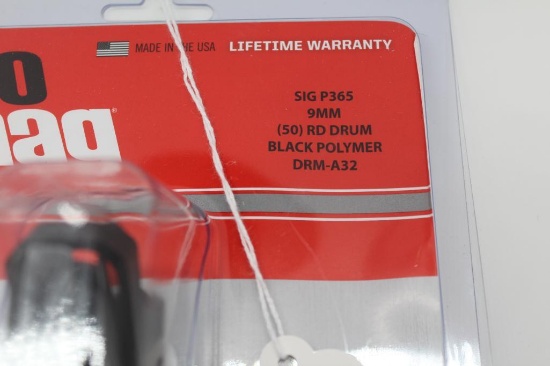 MADE IN THE USA LIFETIME WARRANTY
SIG P365
9MM
(50) RD DRUM
BLACK POLYMER
DRM-A32